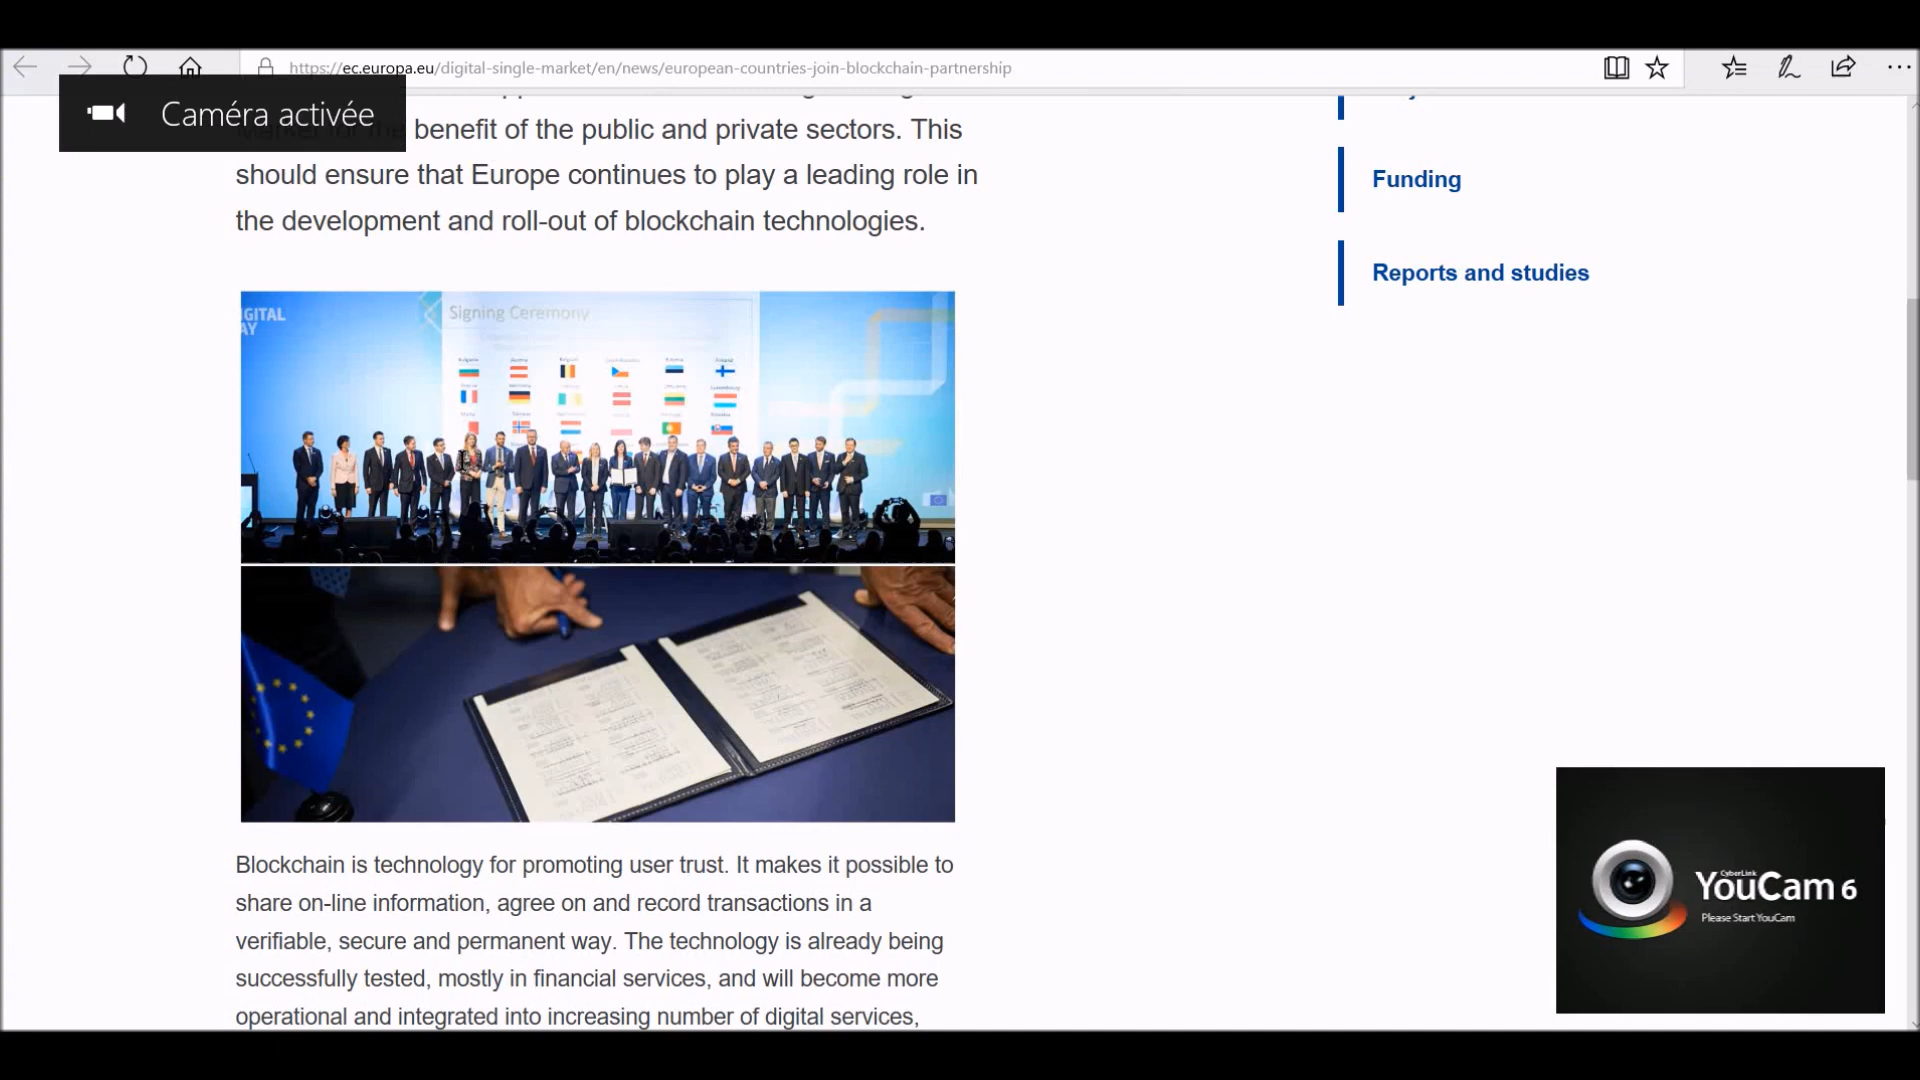 https://ec.europa.eu/digital-single-market/en/news/european-countries-join-blockchain-partnership
Caméra activée
benefit of the public and private sectors. This
should ensure that Europe continues to play a leading role in
the development and roll-out of blockchain technologies.
Funding
Reports and studies
Signing Ceremony
Blockchain is technology for promoting user trust. It makes it possible to
share on-line information, agree on and record transactions in a
verifiable, secure and permanent way. The technology is already being
successfully tested, mostly in financial services, and will become more
operational and integrated into increasing number of digital services,
CyberLink
YouCam 6
Please Start YouCam